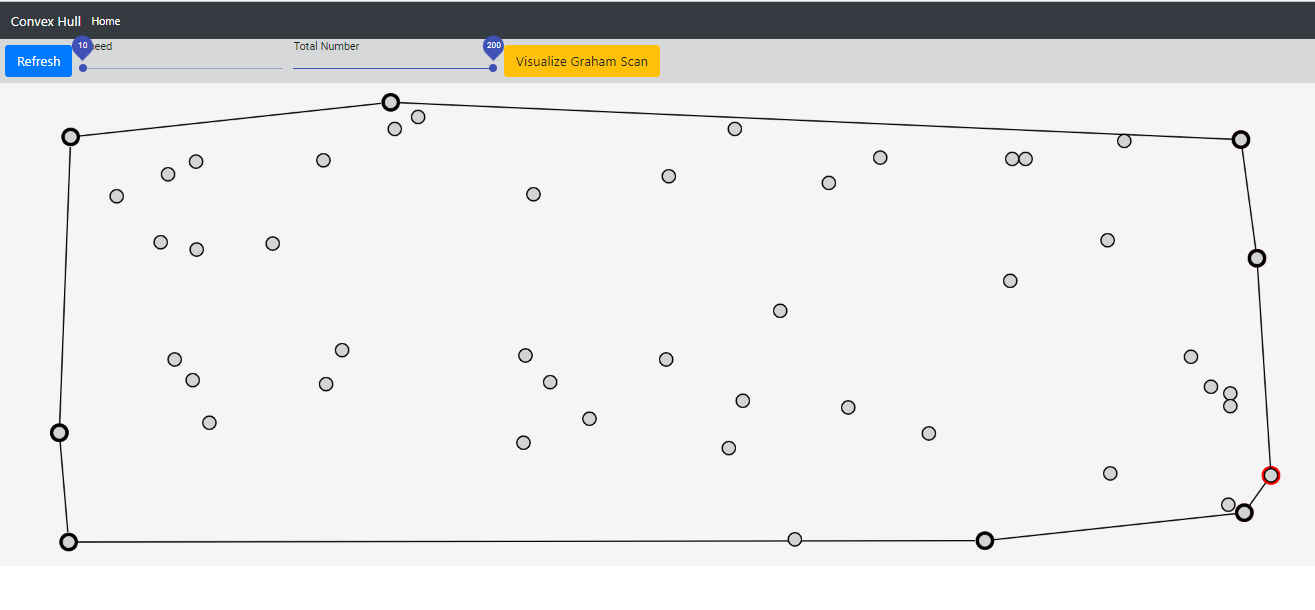 Convex Hull Home
10 eed Total Number 200
Refresh Visualize Graham Scan